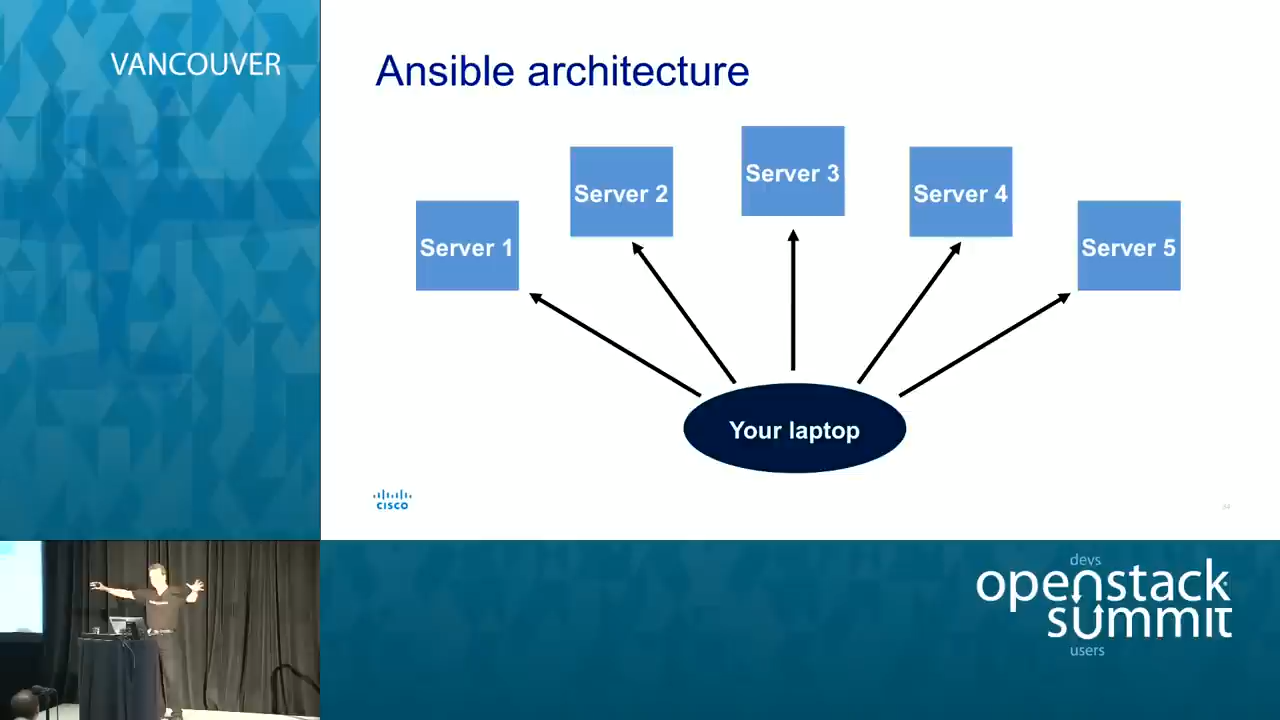 VANCOUVER
Ansible architecture
Server 1
Server 2
Server 3
Server 4
Server 5
Your laptop
CISCO
devs
openstack
summit
users